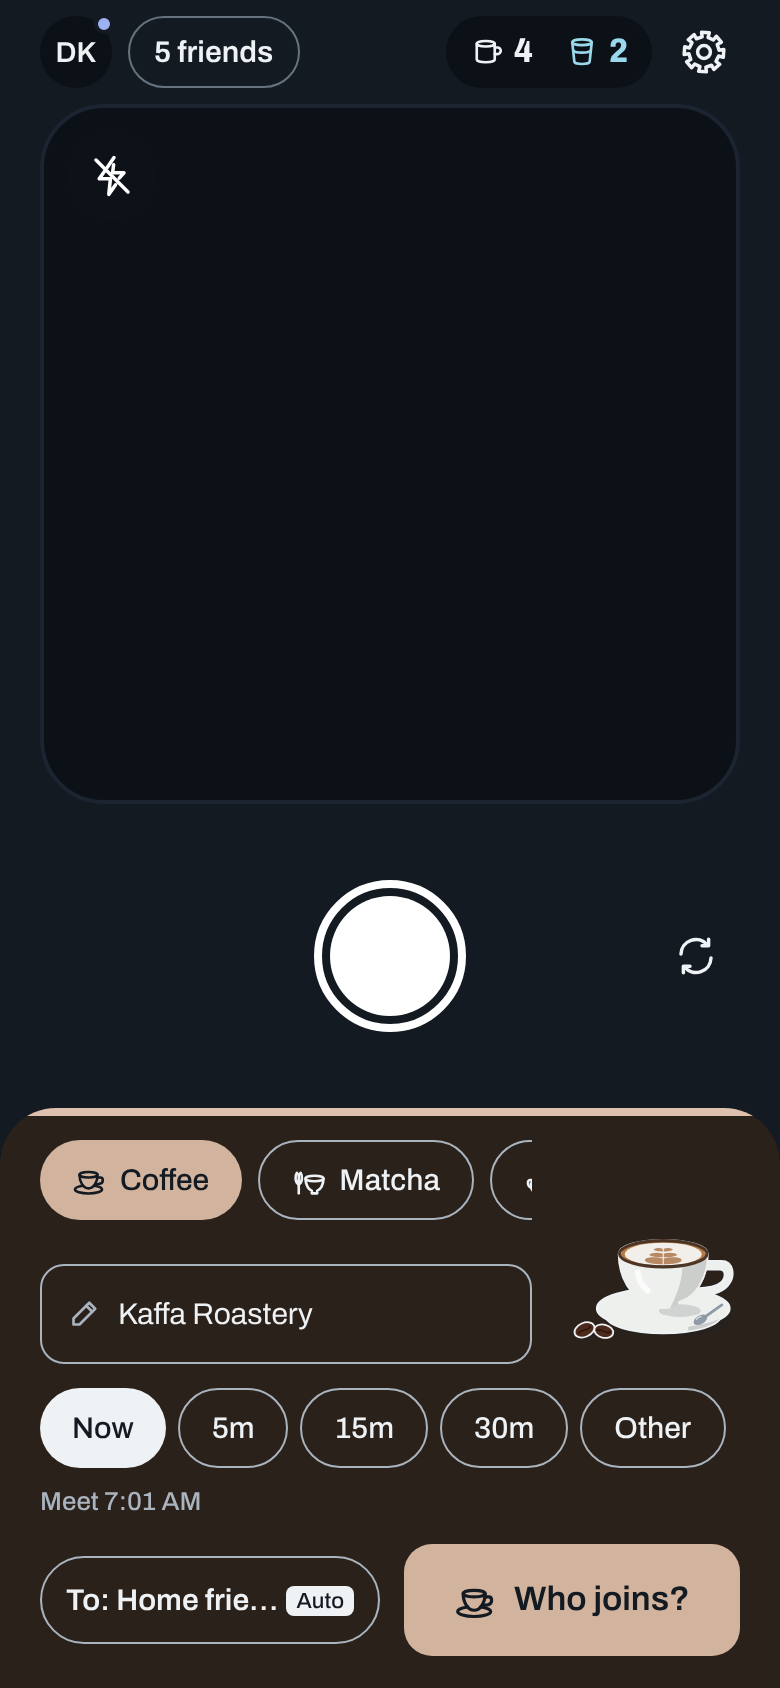 DK
5 friends
4
2
Coffee
Matcha
Kaffa Roastery
Now
5m
15m
30m
Other
Meet 7:01 AM
To: Home frie...
Auto
Who joins?